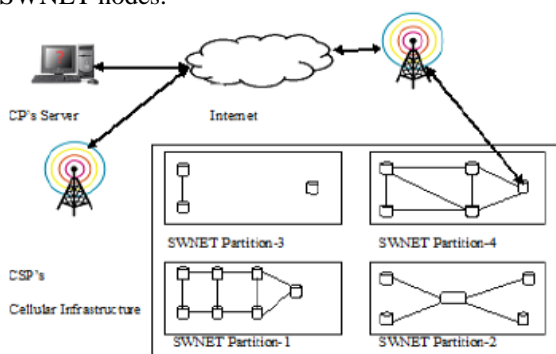 SWNET nodes.
CP's Server
Internet
SWNET Partition-3
SWNET Partition-4
CSP's
Cellular Infrastructure
SWNET Partition-1
SWNET Partition-2